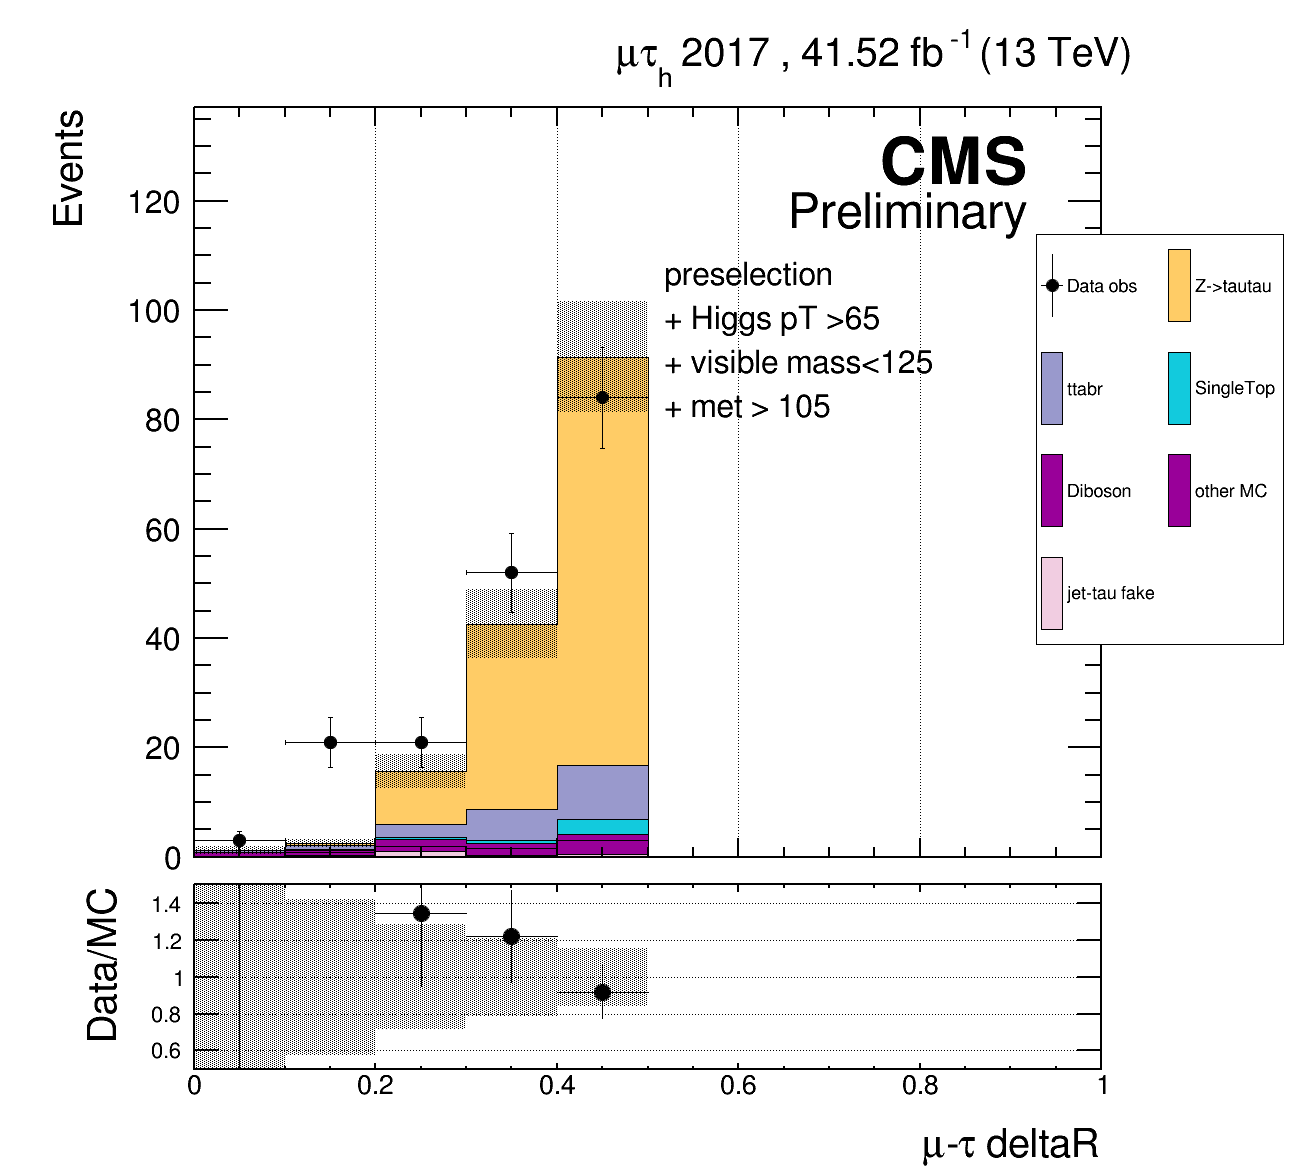 μτh 2017 , 41.52 fb-1 (13 TeV)
Events
CMS
Preliminary
preselection
+ Higgs pT >65
+ visible mass<125
+ met > 105
Data obs
Z->tautau
ttabr
SingleTop
Diboson
other MC
jet-tau fake
120
100
80
60
40
20
0
Data/MC
1.4
1.2
1
0.8
0.6
0 0.2 0.4 0.6 0.8 1
μ-τ deltaR